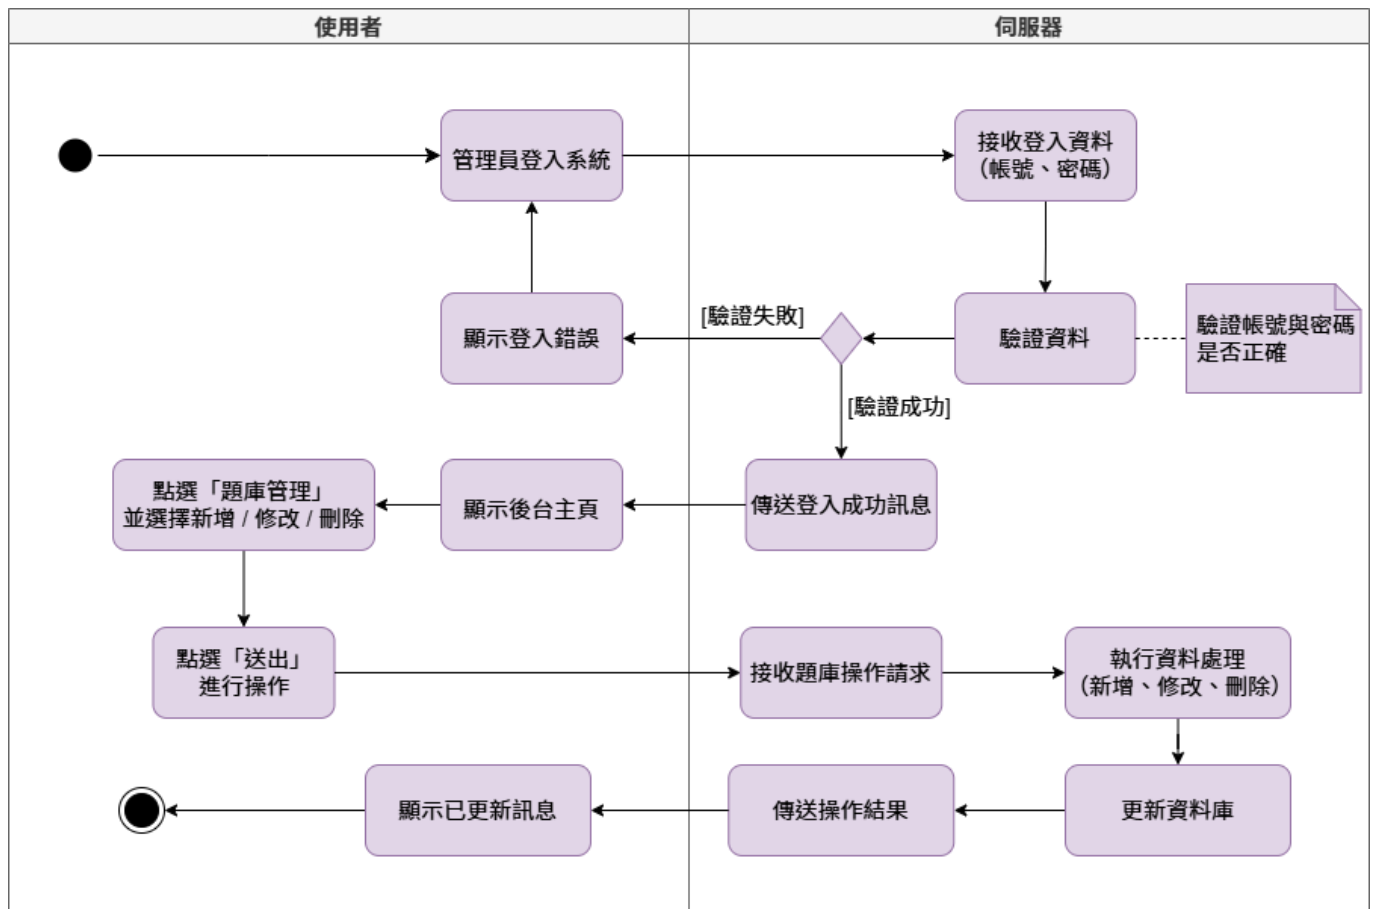 使用者
伺服器
管理員登入系統
接收登入資料
（帳號、密碼）
顯示登入錯誤
[驗證失敗]
驗證資料
驗證帳號與密碼
是否正確
[驗證成功]
點選「題庫管理」
並選擇新增 / 修改 / 刪除
顯示後台主頁
傳送登入成功訊息
點選「送出」
進行操作
接收題庫操作請求
執行資料處理
（新增、修改、刪除）
顯示已更新訊息
傳送操作結果
更新資料庫